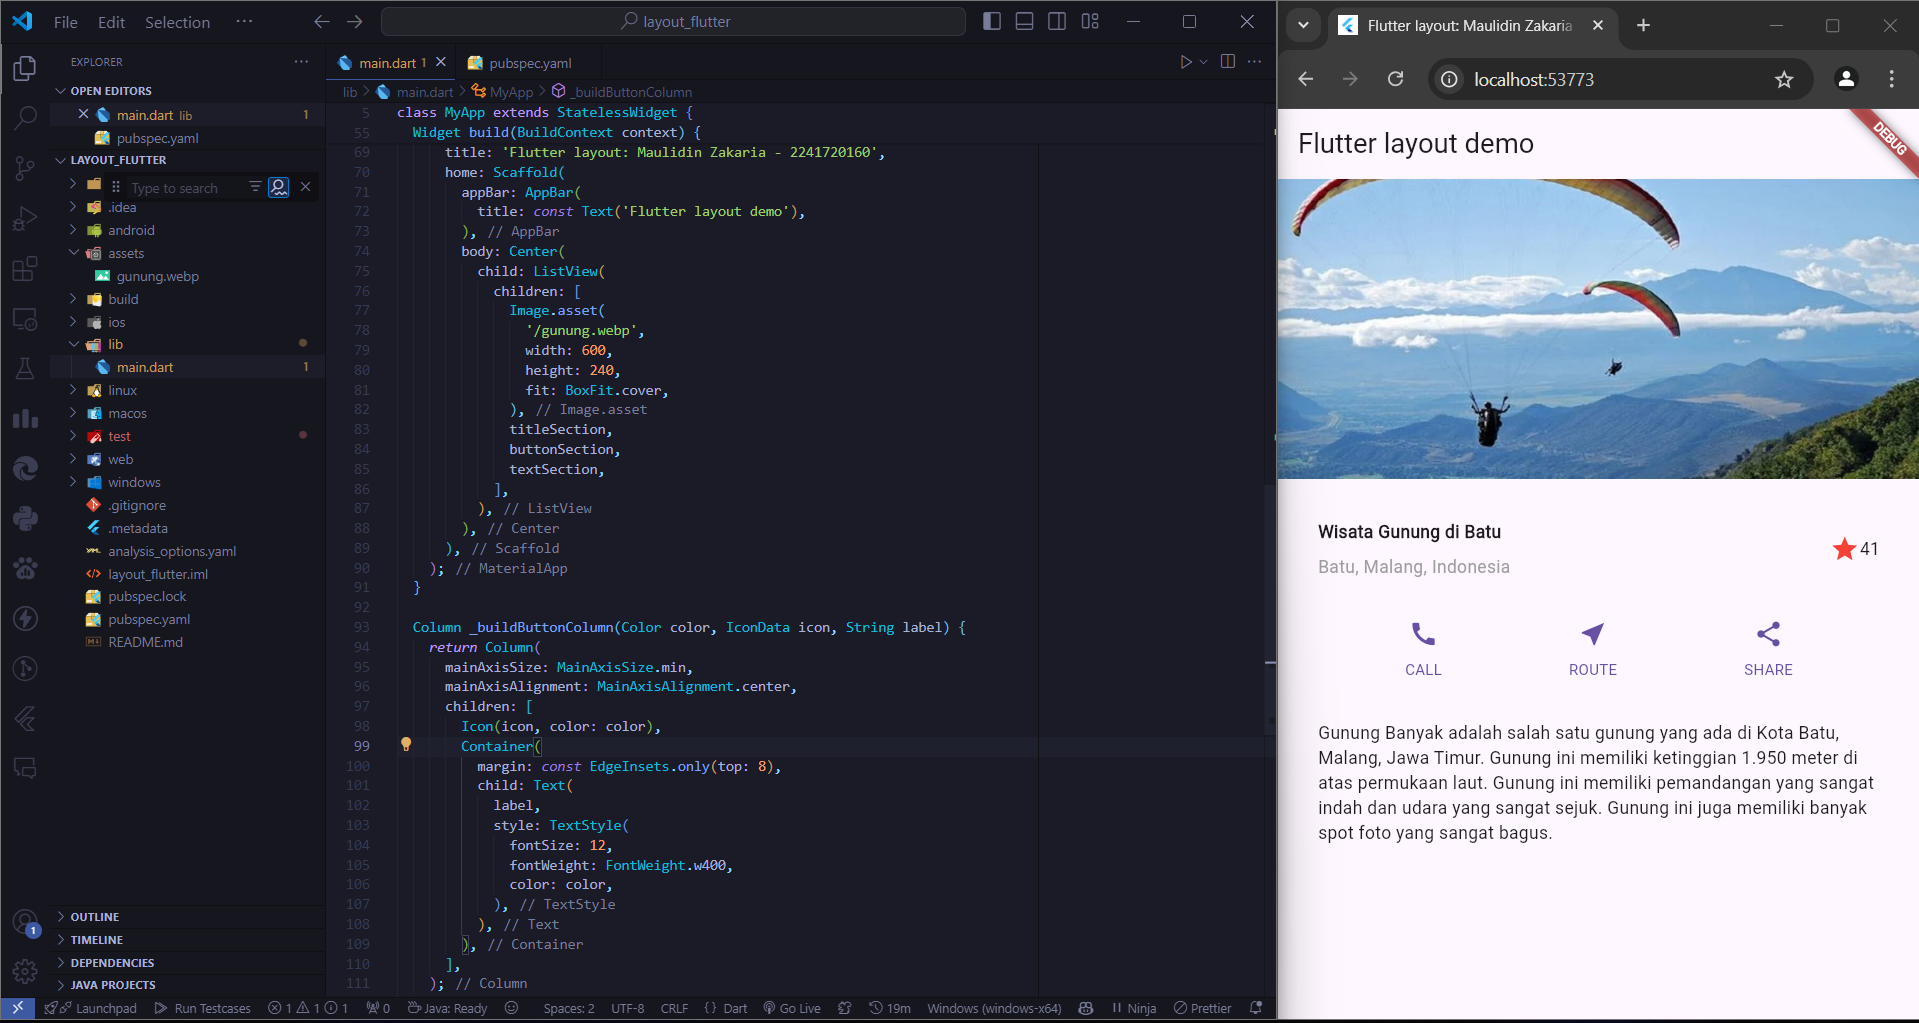 File Edit Selection ··· layout_flutter
EXPLORER ···
OPEN EDITORS
main.dart lib 1
pubspec.yaml
LAYOUT_FLUTTER
Type to search
.idea
android
assets
gunung.webp
build
ios
lib
main.dart 1
linux
macos
test
web
windows
.gitignore
.metadata
analysis_options.yaml
layout_flutter.iml
pubspec.lock
pubspec.yaml
README.md
OUTLINE
TIMELINE
DEPENDENCIES
JAVA PROJECTS
1
main.dart 1 pubspec.yaml
lib > main.dart > MyApp > _buildButtonColumn
5 class MyApp extends StatelessWidget {
55 Widget build(BuildContext context) {
69 title: 'Flutter layout: Maulidin Zakaria - 2241720160',
70 home: Scaffold(
71 appBar: AppBar(
72 title: const Text('Flutter layout demo'),
73 ), // AppBar
74 body: Center(
75 child: ListView(
76 children: [
77 Image.asset(
78 '/gunung.webp',
79 width: 600,
80 height: 240,
81 fit: BoxFit.cover,
82 ), // Image.asset
83 titleSection,
84 buttonSection,
85 textSection,
86 ],
87 ), // ListView
88 ), // Center
89 ), // Scaffold
90 ); // MaterialApp
91 }
92
93 Column _buildButtonColumn(Color color, IconData icon, String label) {
94 return Column(
95 mainAxisSize: MainAxisSize.min,
96 mainAxisAlignment: MainAxisAlignment.center,
97 children: [
98 Icon(icon, color: color),
99 Container(
100 margin: const EdgeInsets.only(top: 8),
101 child: Text(
102 label,
103 style: TextStyle(
104 fontSize: 12,
105 fontWeight: FontWeight.w400,
106 color: color,
107 ), // TextStyle
108 ), // Text
109 ), // Container
110 ],
111 ); // Column
Launchpad Run Testcases 1 1 1 0 Java: Ready Spaces: 2 UTF-8 CRLF {} Dart Go Live 19m Windows (windows-x64) Ninja Prettier
Flutter layout: Maulidin Zakaria
localhost:53773
Flutter layout demo
DEBUG
Wisata Gunung di Batu
Batu, Malang, Indonesia
41
CALL ROUTE SHARE
Gunung Banyak adalah salah satu gunung yang ada di Kota Batu,
Malang, Jawa Timur. Gunung ini memiliki ketinggian 1.950 meter di
atas permukaan laut. Gunung ini memiliki pemandangan yang sangat
indah dan udara yang sangat sejuk. Gunung ini juga memiliki banyak
spot foto yang sangat bagus.